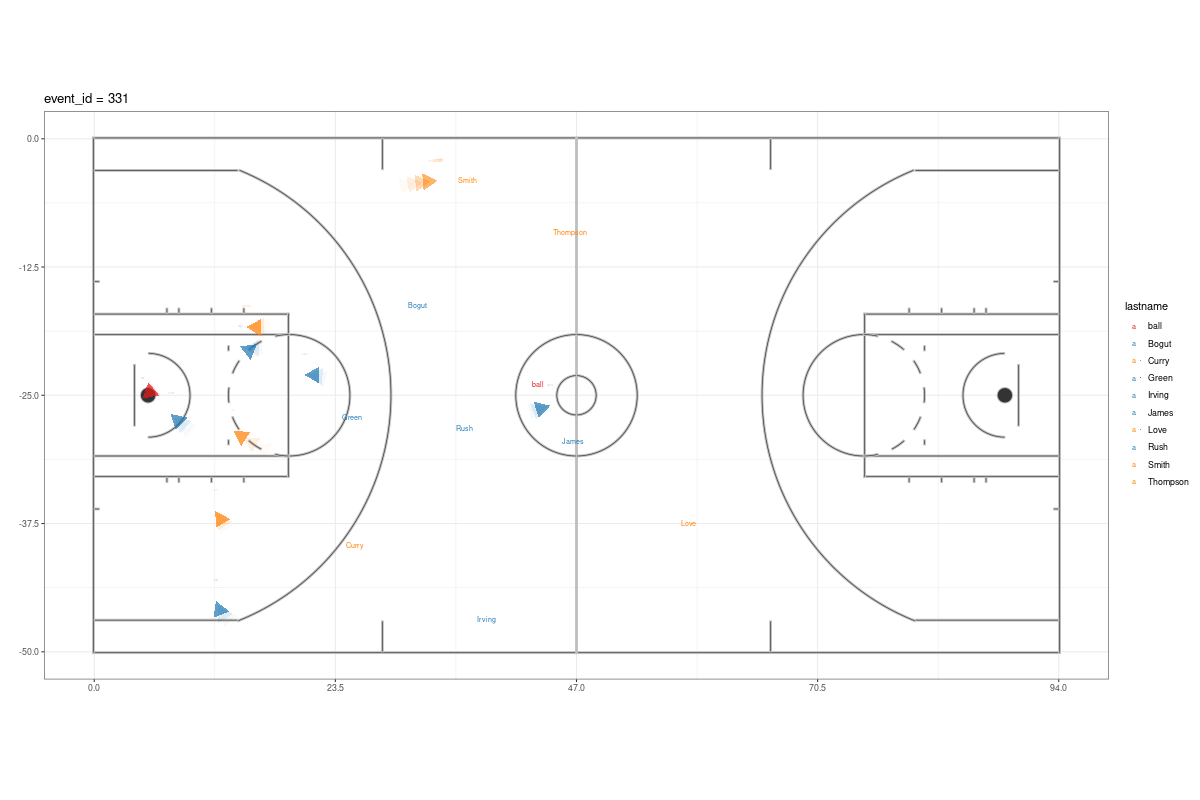 event_id = 331
0.0
Smith
Thompson
-12.5
Bogut
lastname
a ball
a Bogut
a Curry
a Green
a Irving
a James
a Love
a Rush
a Smith
a Thompson
ball
-25.0
Green
Rush
James
-37.5
Love
Curry
Irving
-50.0
0.0 23.5 47.0 70.5 94.0